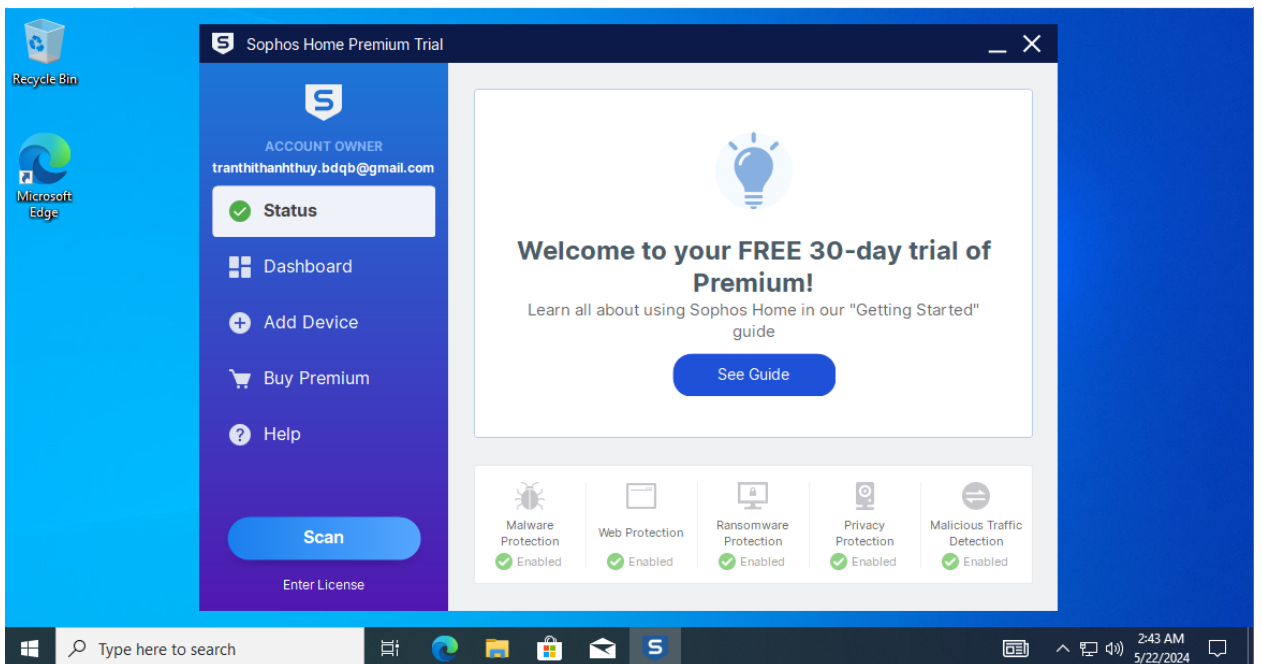 Recycle Bin
Microsoft
Edge
Sophos Home Premium Trial
ACCOUNT OWNER
tranthithanhthuy.bdqb@gmail.com
Status
Dashboard
Add Device
Buy Premium
Help
Scan
Enter License
Welcome to your FREE 30-day trial of
Premium!
Learn all about using Sophos Home in our "Getting Started"
guide
See Guide
Malware
Protection
Enabled
Web Protection
Enabled
Ransomware
Protection
Enabled
Privacy
Protection
Enabled
Malicious Traffic
Detection
Enabled
Type here to search
2:43 AM
5/22/2024